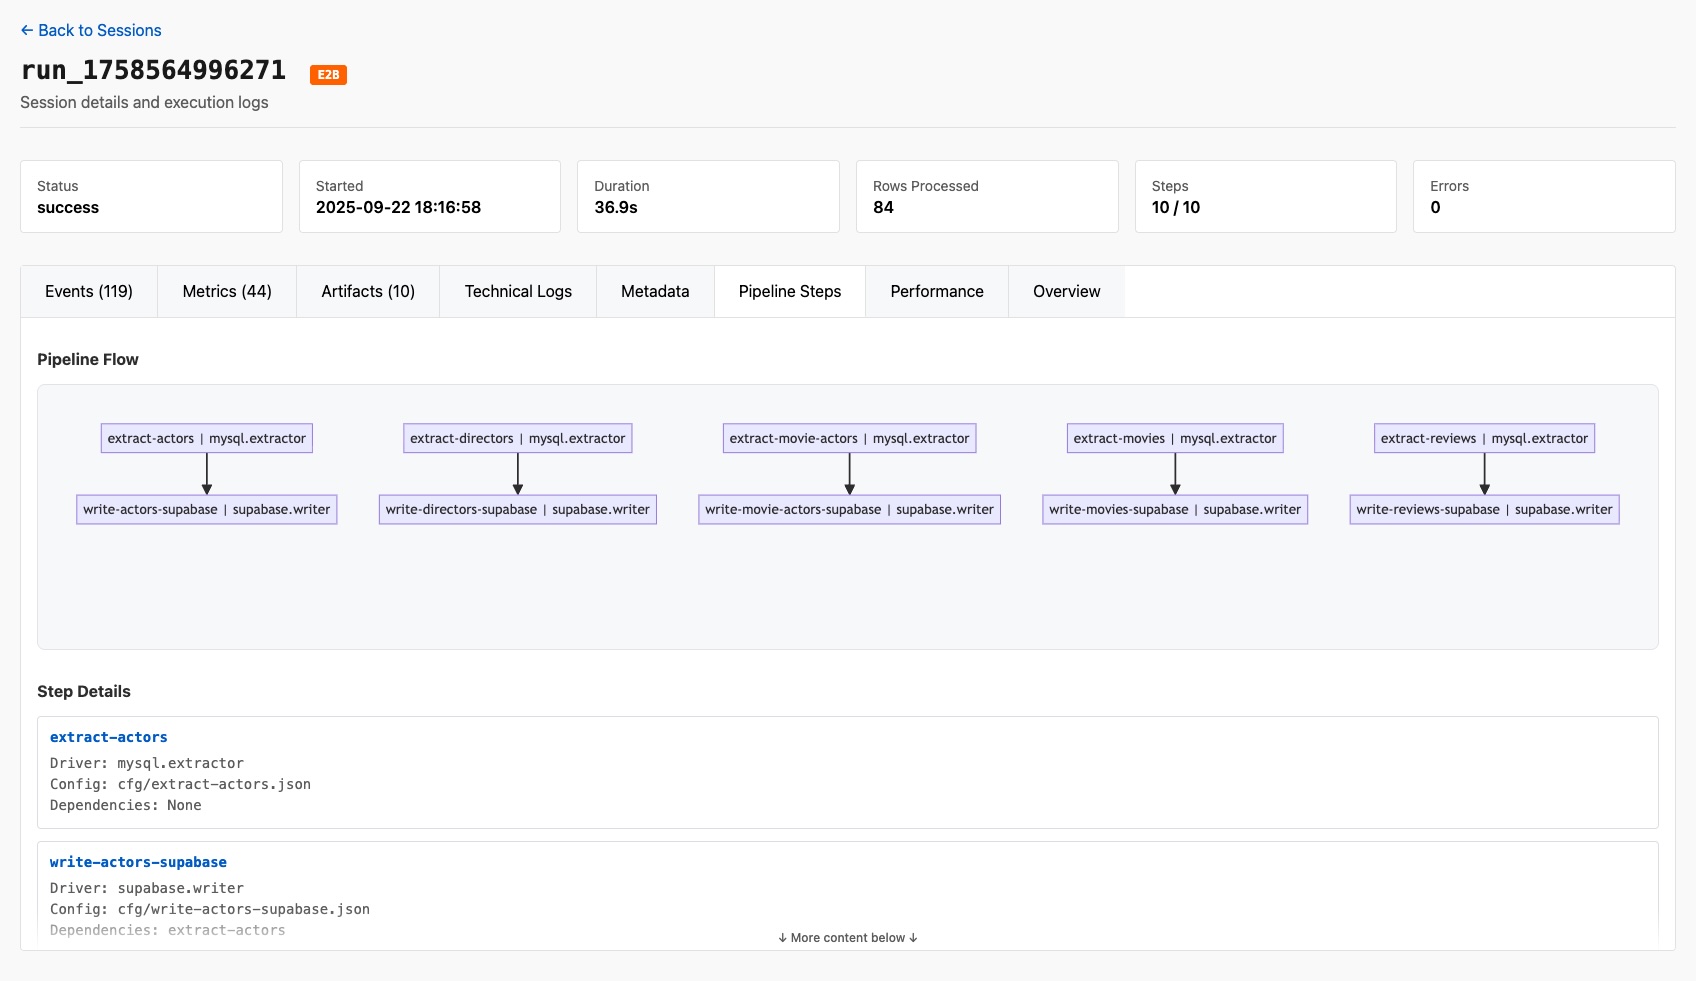 ← Back to Sessions
run_1758564996271 E2B
Session details and execution logs
Status
success
Started
2025-09-22 18:16:58
Duration
36.9s
Rows Processed
84
Steps
10 / 10
Errors
0
Events (119) Metrics (44) Artifacts (10) Technical Logs Metadata Pipeline Steps Performance Overview
Pipeline Flow
extract-actors | mysql.extractor
extract-directors | mysql.extractor
extract-movie-actors | mysql.extractor
extract-movies | mysql.extractor
extract-reviews | mysql.extractor
write-actors-supabase | supabase.writer
write-directors-supabase | supabase.writer
write-movie-actors-supabase | supabase.writer
write-movies-supabase | supabase.writer
write-reviews-supabase | supabase.writer
Step Details
extract-actors
Driver: mysql.extractor
Config: cfg/extract-actors.json
Dependencies: None
write-actors-supabase
Driver: supabase.writer
Config: cfg/write-actors-supabase.json
Dependencies: extract-actors
↓ More content below ↓